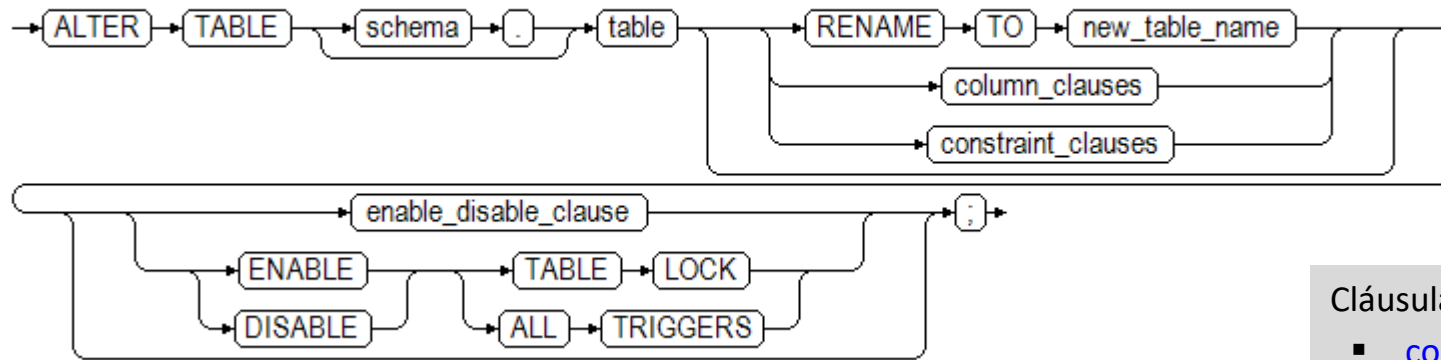 ALTER TABLE schema . table RENAME TO new_table_name
column_clauses
constraint_clauses
enable_disable_clause ;
ENABLE TABLE LOCK
DISABLE ALL TRIGGERS